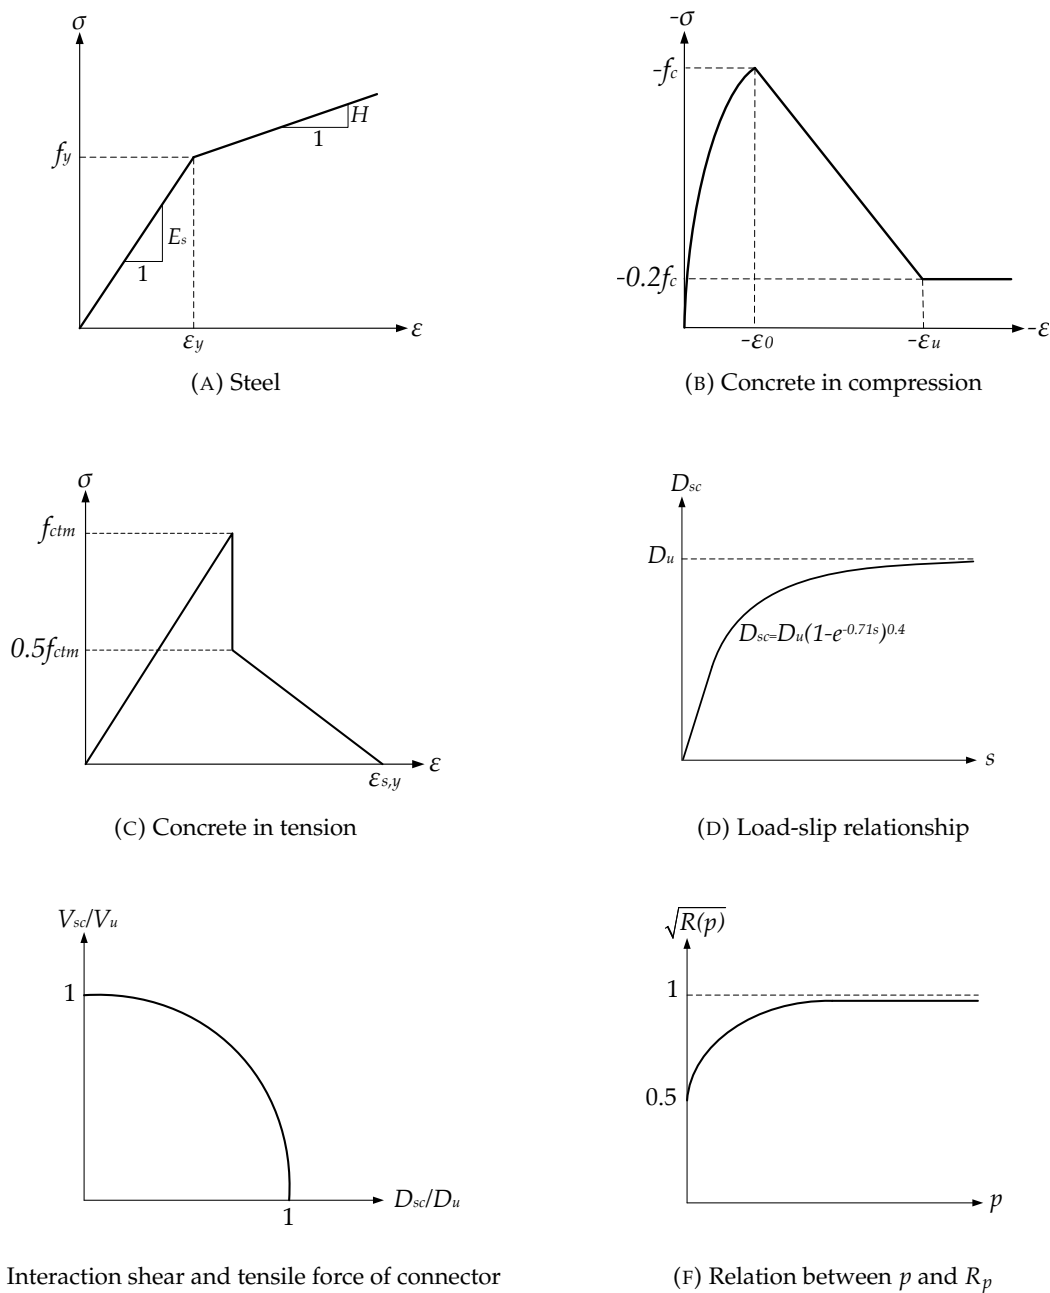 σ
f_y
E_s
1
H
1
ε_y
ε
(A) Steel
-σ
-f_c
-0.2f_c
-ε_0
-ε_u
-ε
(B) Concrete in compression
σ
f_ctm
0.5f_ctm
ε_s,y
ε
(C) Concrete in tension
D_sc
D_u
D_sc=D_u(1-e^-0.71s)^0.4
s
(D) Load-slip relationship
V_sc/V_u
1
1
D_sc/D_u
Interaction shear and tensile force of connector
√R(p)
1
0.5
p
(F) Relation between p and R_p